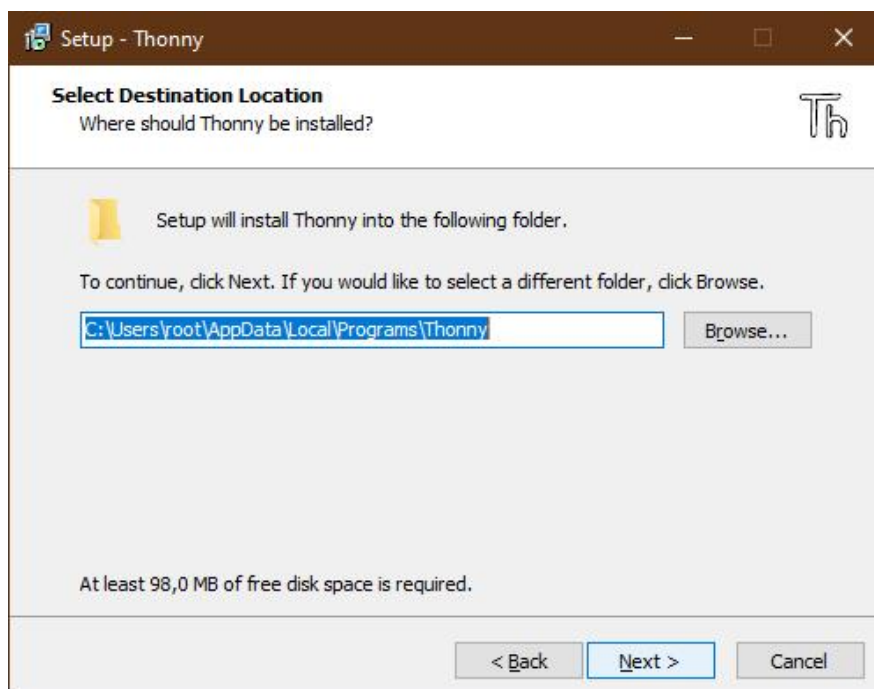 Setup - Thonny
Select Destination Location
Where should Thonny be installed?
Th
Setup will install Thonny into the following folder.
To continue, click Next. If you would like to select a different folder, click Browse.
C:\Users\root\AppData\Local\Programs\Thonny
Browse...
At least 98,0 MB of free disk space is required.
< Back
Next >
Cancel